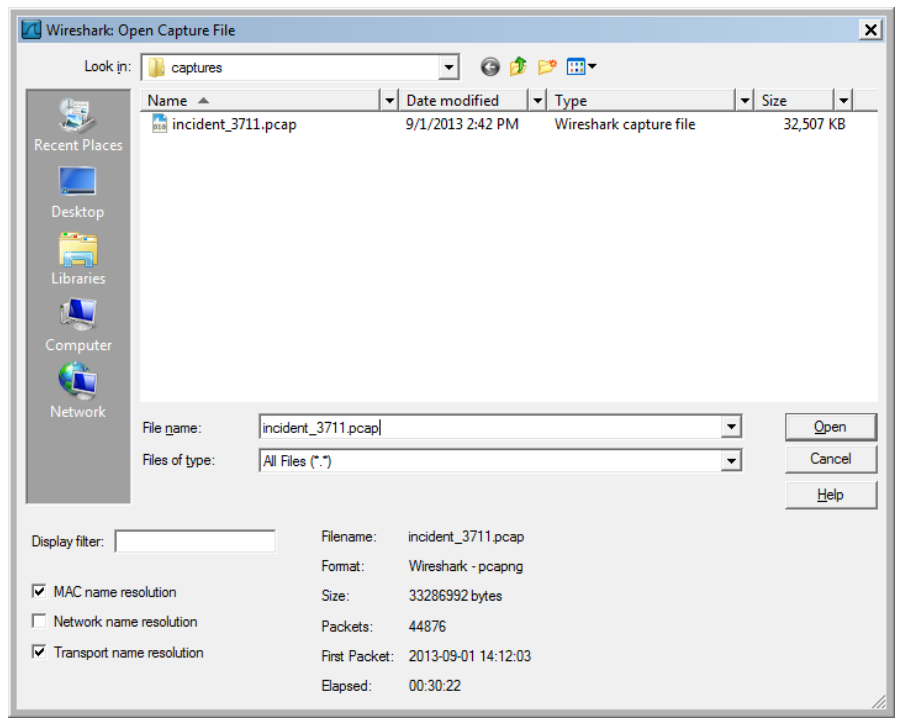 Wireshark: Open Capture File
Look in: captures
Name Date modified Type Size
incident_3711.pcap 9/1/2013 2:42 PM Wireshark capture file 32,507 KB
Recent Places
Desktop
Libraries
Computer
Network
File name: incident_3711.pcap Open
Files of type: All Files (*.*) Cancel
Help
Display filter:
MAC name resolution
Network name resolution
Transport name resolution
Filename: incident_3711.pcap
Format: Wireshark - pcapng
Size: 33286992 bytes
Packets: 44876
First Packet: 2013-09-01 14:12:03
Elapsed: 00:30:22